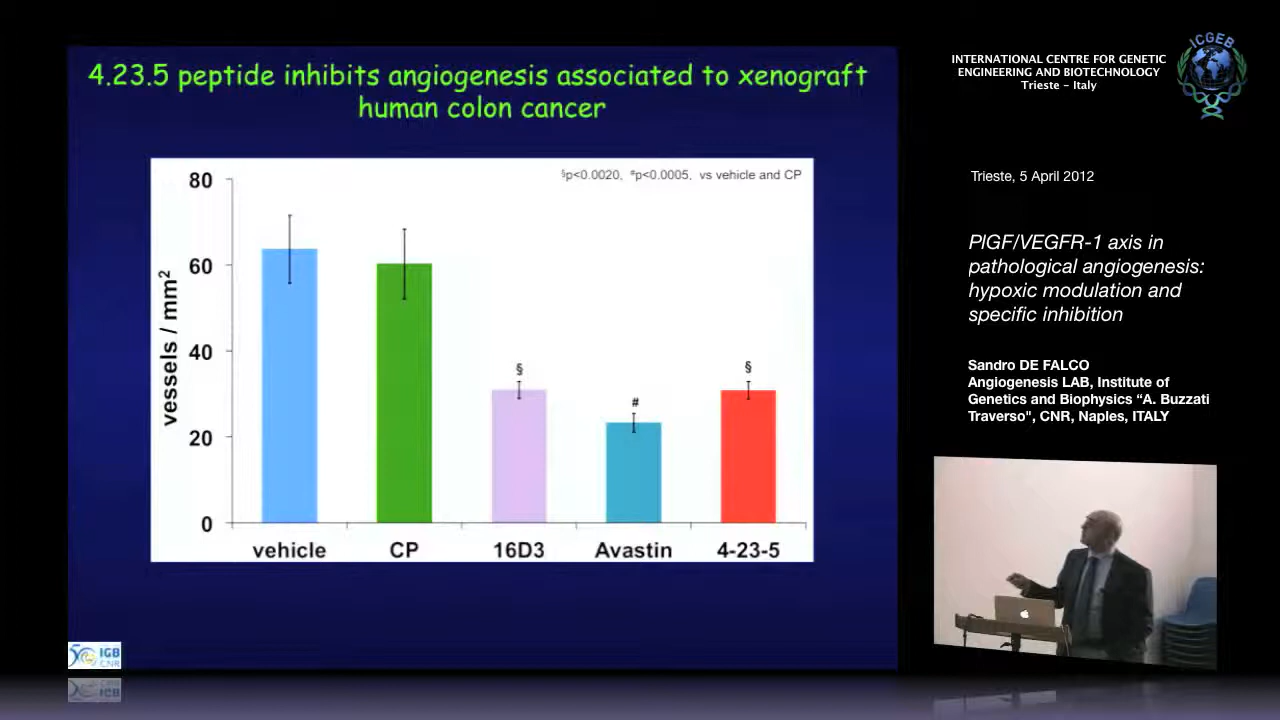 4.23.5 peptide inhibits angiogenesis associated to xenograft
human colon cancer
§p<0.0020, #p<0.0005, vs vehicle and CP
vessels / mm²
80
60
40
20
0
§
#
§
vehicle CP 16D3 Avastin 4-23-5
IGB
CNR
ICGEB
INTERNATIONAL CENTRE FOR GENETIC
ENGINEERING AND BIOTECHNOLOGY
Trieste - Italy
Trieste, 5 April 2012
PlGF/VEGFR-1 axis in
pathological angiogenesis:
hypoxic modulation and
specific inhibition
Sandro DE FALCO
Angiogenesis LAB, Institute of
Genetics and Biophysics “A. Buzzati
Traverso", CNR, Naples, ITALY